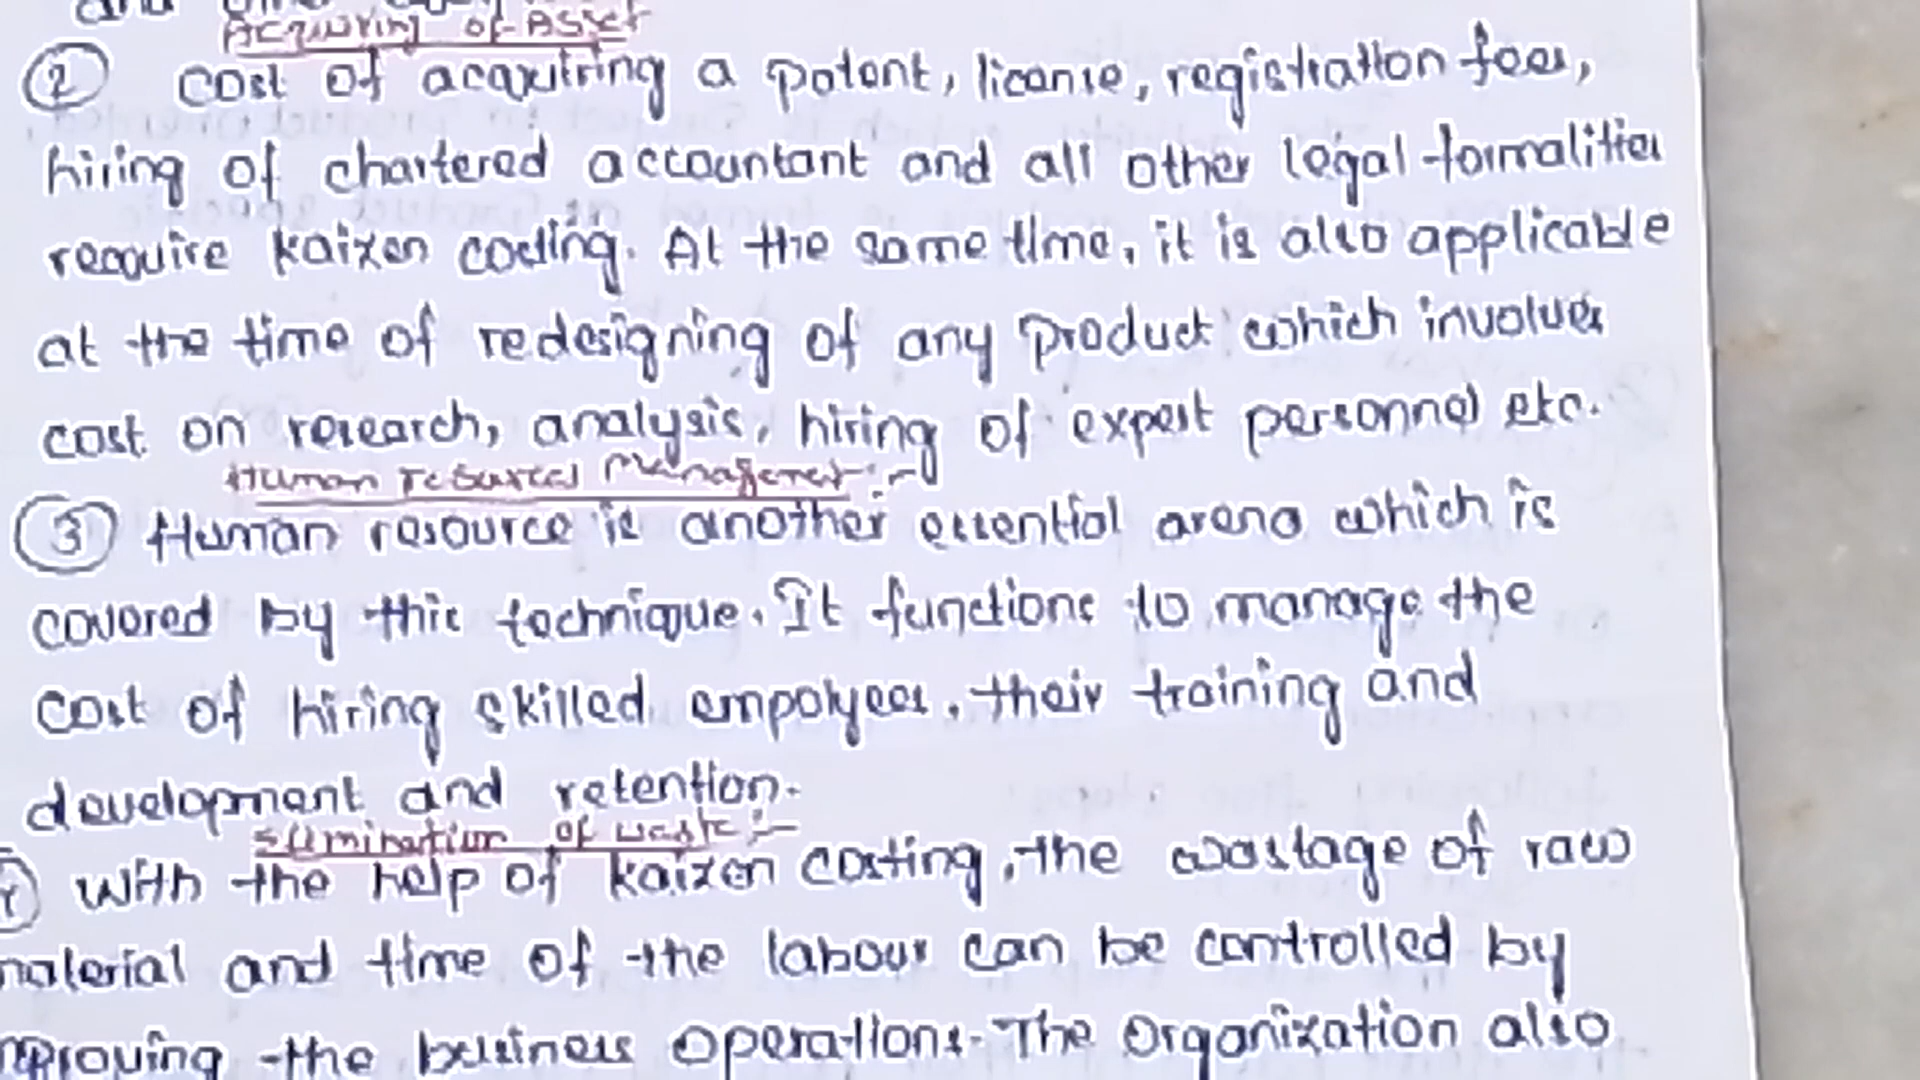 and
Acquiring of Asset
② Cost of acquiring a patent, license, registration fees,
hiring of chartered accountant and all other legal formalities
require kaizen costing. At the same time, it is also applicable
at the time of redesigning of any product which involves
cost on research, analysis, hiring of expert personnel etc.
Human resources Management :-
③ Human resource is another essential arena which is
covered by this technique. It functions to manage the
cost of hiring skilled empolyees, their training and
development and retention.
Elimination of waste :-
With the help of kaizen costing, the wastage of raw
material and time of the labour can be controlled by
improving the business operations. The Organization also